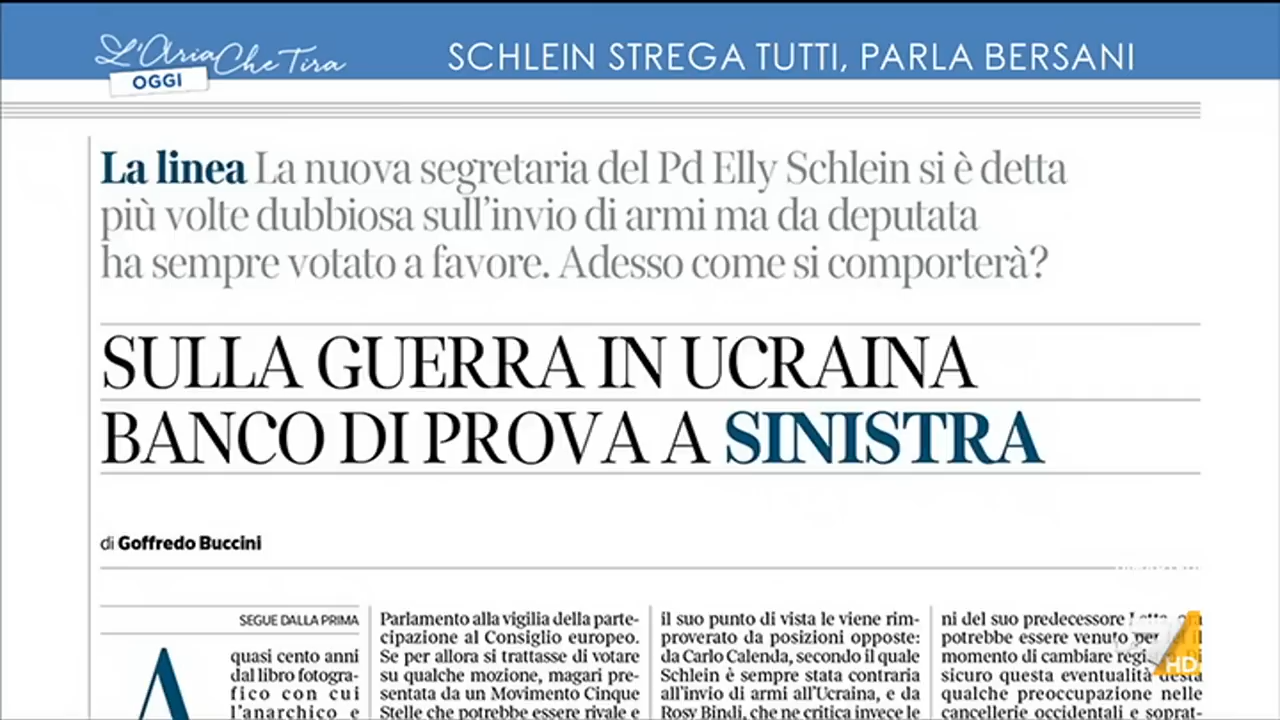 L'Aria Che Tira
OGGI
SCHLEIN STREGA TUTTI, PARLA BERSANI
La linea La nuova segretaria del Pd Elly Schlein si è detta
più volte dubbiosa sull'invio di armi ma da deputata
ha sempre votato a favore. Adesso come si comporterà?
SULLA GUERRA IN UCRAINA
BANCO DI PROVA A SINISTRA
di Goffredo Buccini
SEGUE DALLA PRIMA
A
quasi cento anni
dal libro fotogra-
fico con cui
l'anarchico e
Parlamento alla vigilia della parte-
cipazione al Consiglio europeo.
Se per allora si trattasse di votare
su qualche mozione, magari pre-
sentata da un Movimento Cinque
Stelle che potrebbe essere rivale e
il suo punto di vista le viene rim-
proverato da posizioni opposte:
da Carlo Calenda, secondo il quale
Schlein è sempre stata contraria
all'invio di armi all'Ucraina, e da
Rosy Bindi, che ne critica invece le
ni del suo predecessore Letta, ora
potrebbe essere venuto per
momento di cambiare
sicuro questa eventualità desta
qualche preoccupazione nelle
cancellerie occidentali e soprat-
7
HD